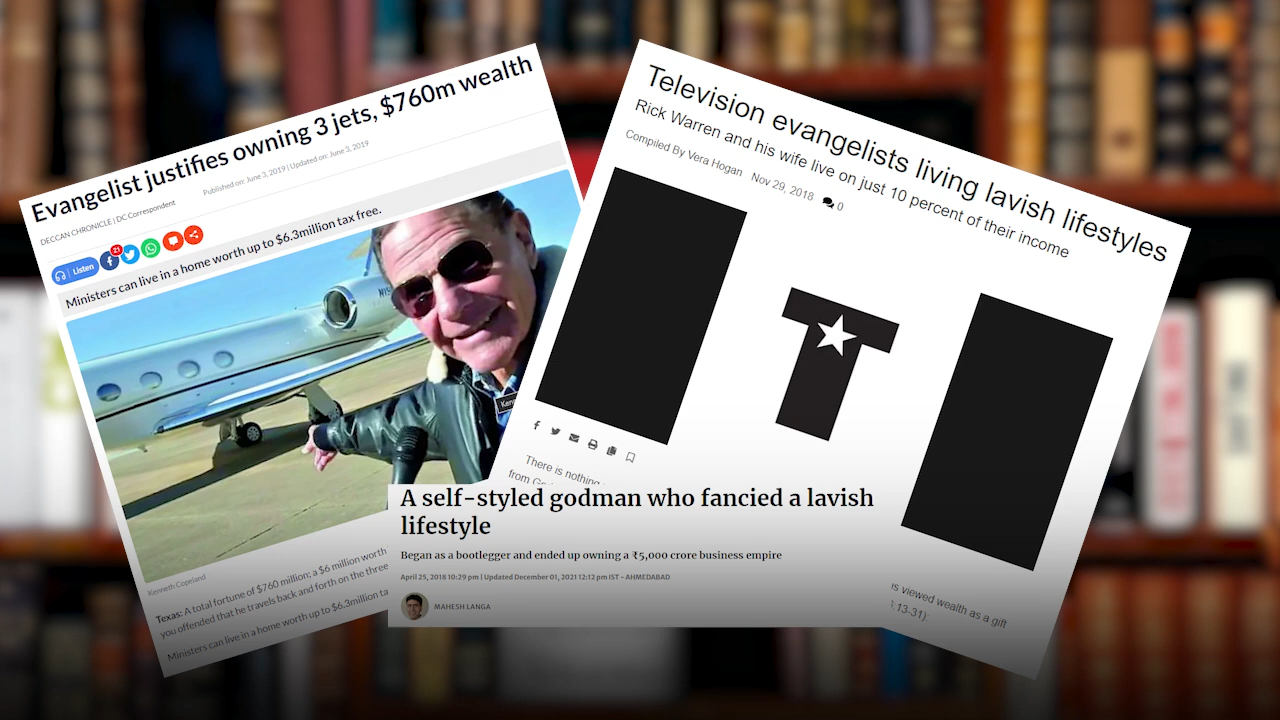 Evangelist justifies owning 3 jets, $760m wealth
Published on: June 3, 2019 | Updated on: June 3, 2019
DECCAN CHRONICLE | DC Correspondent
Listen
21
Ministers can live in a home worth up to $6.3million tax free.
Kenneth Copeland
Texas: A total fortune of $760 million; a $6 million worth
you offended that he travels back and forth on the three
Ministers can live in a home worth up to $6.3million
Television evangelists living lavish lifestyles
Rick Warren and his wife live on just 10 percent of their income
Compiled By Vera Hogan Nov 29, 2018 0
T
There is nothing
from
is viewed wealth as a gift
:13-31):
A self-styled godman who fancied a lavish
lifestyle
Began as a bootlegger and ended up owning a ₹5,000 crore business empire
April 25, 2018 10:29 pm | Updated December 01, 2021 12:12 pm IST - AHMEDABAD
MAHESH LANGA